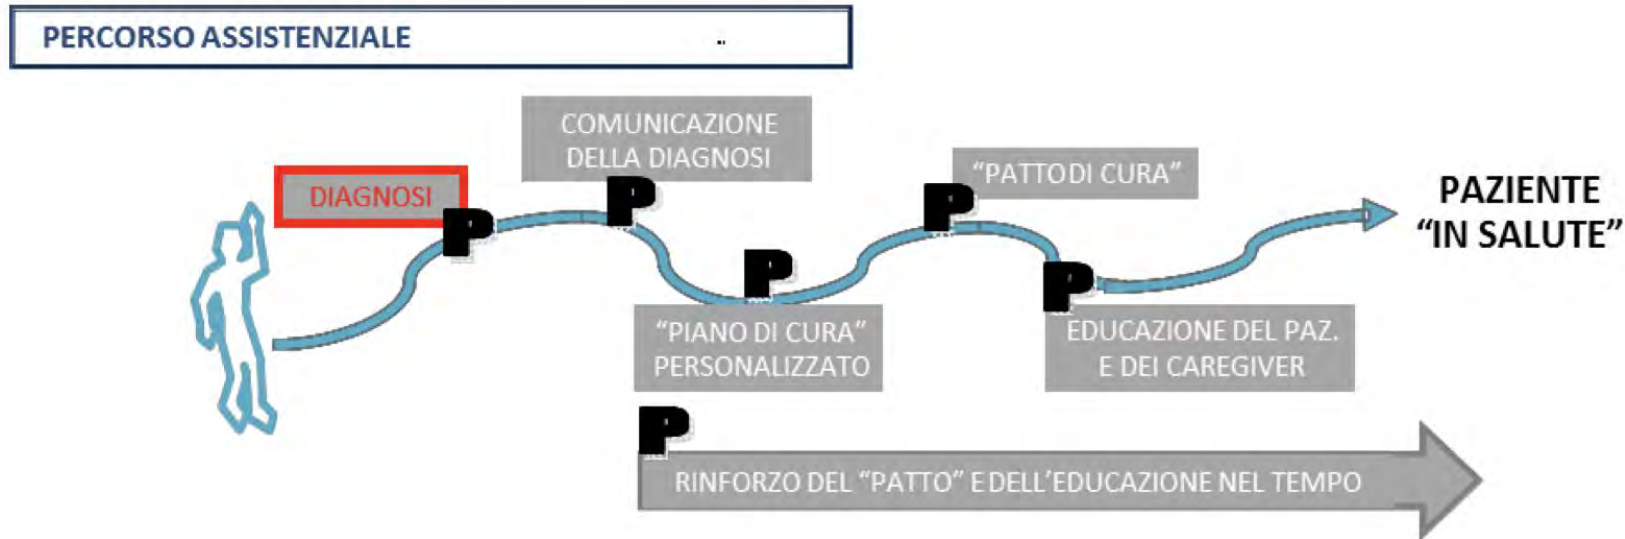 PERCORSO ASSISTENZIALE
..
COMUNICAZIONE
DELLA DIAGNOSI
DIAGNOSI
P
P
"PATTO DI CURA"
P
PAZIENTE
"IN SALUTE"
P
"PIANO DI CURA"
PERSONALIZZATO
P
EDUCAZIONE DEL PAZ.
E DEI CAREGIVER
P
RINFORZO DEL "PATTO" E DELL'EDUCAZIONE NEL TEMPO